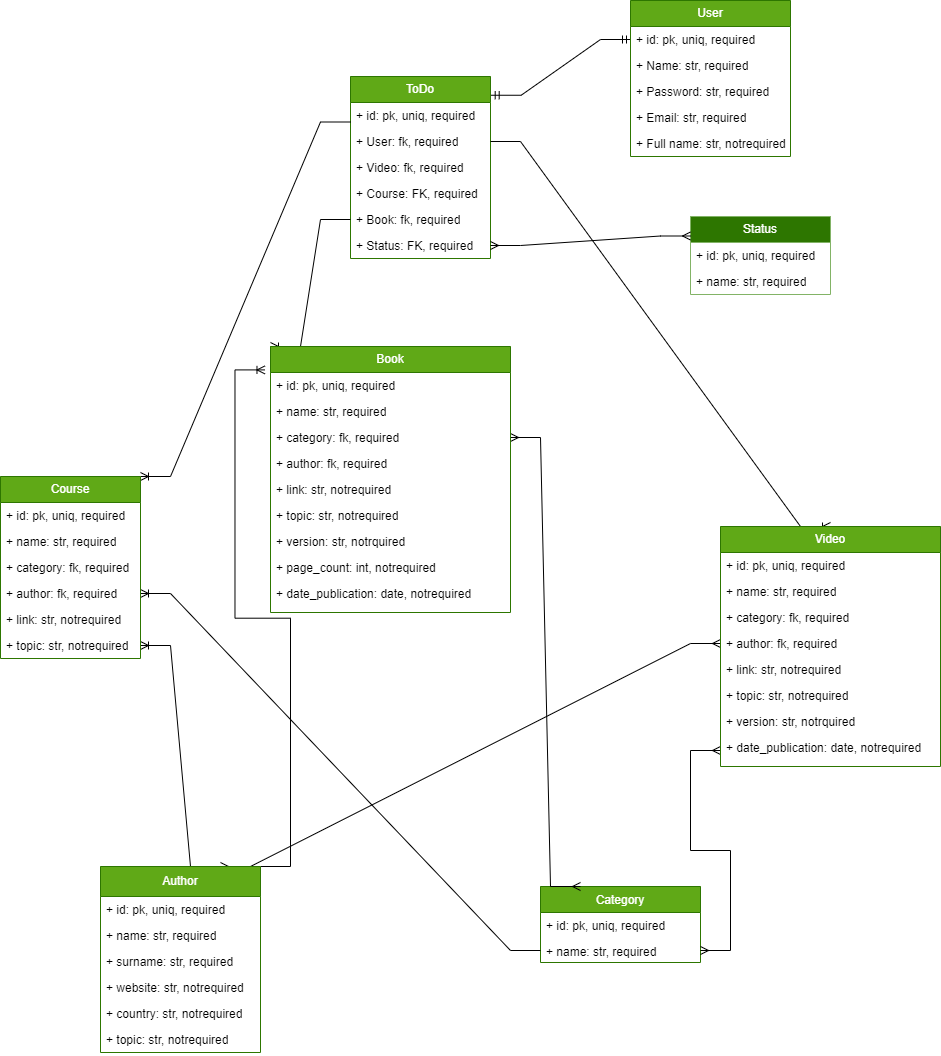 User
+ id: pk, uniq, required
+ Name: str, required
+ Password: str, required
+ Email: str, required
+ Full name: str, notrequired
ToDo
+ id: pk, uniq, required
+ User: fk, required
+ Video: fk, required
+ Course: FK, required
+ Book: fk, required
+ Status: FK, required
Status
+ id: pk, uniq, required
+ name: str, required
Book
+ id: pk, uniq, required
+ name: str, required
+ category: fk, required
+ author: fk, required
+ link: str, notrequired
+ topic: str, notrequired
+ version: str, notrquired
+ page_count: int, notrequired
+ date_publication: date, notrequired
Course
+ id: pk, uniq, required
+ name: str, required
+ category: fk, required
+ author: fk, required
+ link: str, notrequired
+ topic: str, notrequired
Video
+ id: pk, uniq, required
+ name: str, required
+ category: fk, required
+ author: fk, required
+ link: str, notrequired
+ topic: str, notrequired
+ version: str, notrquired
+ date_publication: date, notrequired
Author
+ id: pk, uniq, required
+ name: str, required
+ surname: str, required
+ website: str, notrequired
+ country: str, notrequired
+ topic: str, notrequired
Category
+ id: pk, uniq, required
+ name: str, required